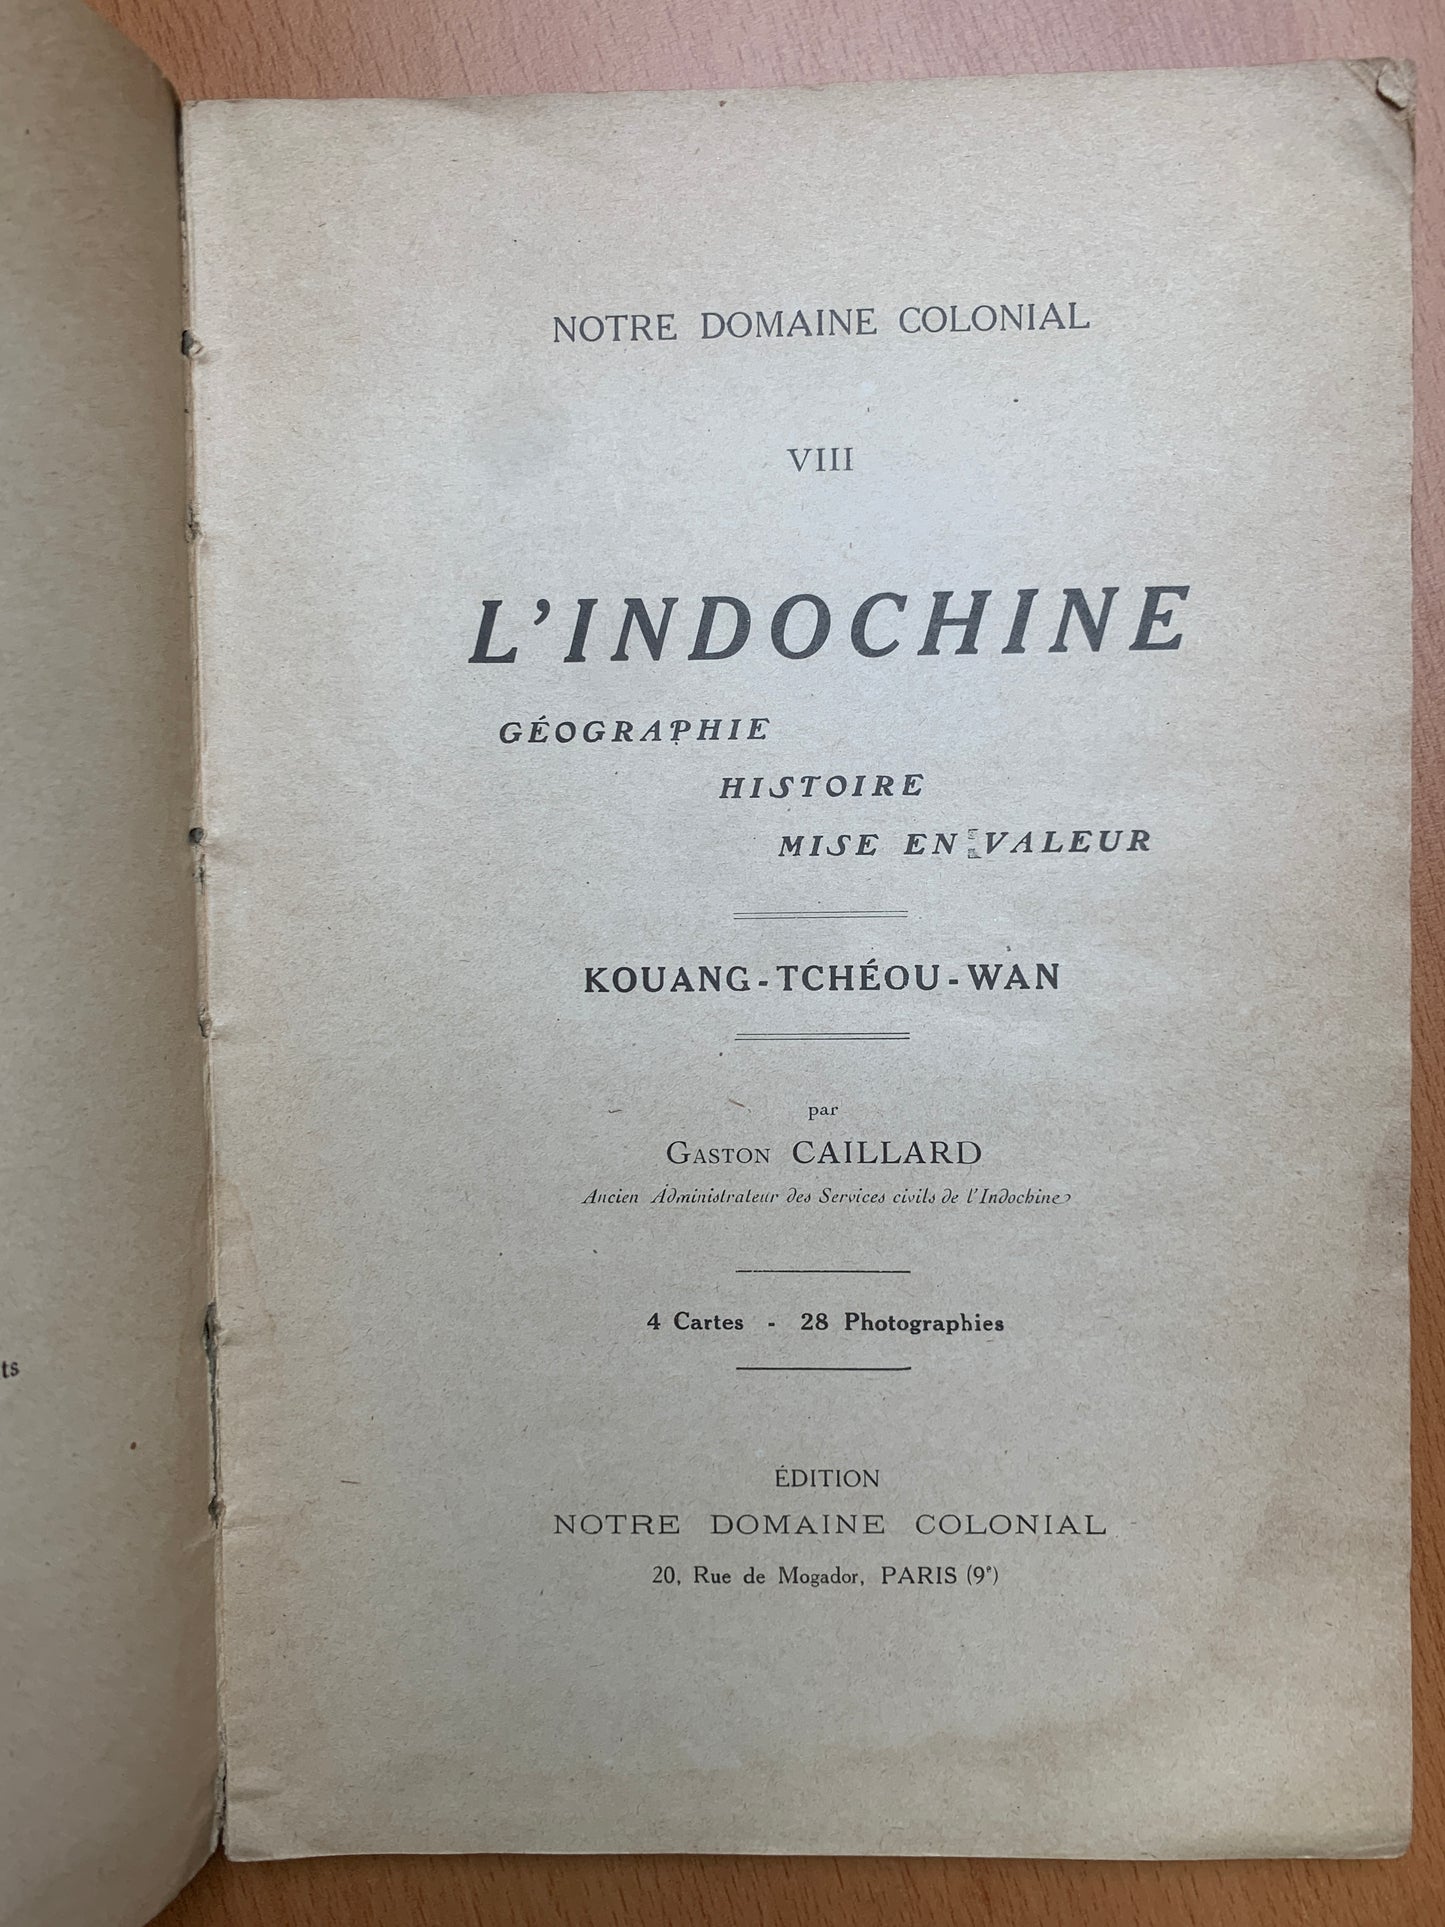 NOTRE DOMAINE COLONIAL
VIII
L'INDOCHINE
GÉOGRAPHIE
HISTOIRE
MISE EN VALEUR
KOUANG-TCHÉOU-WAN
par
GASTON CAILLARD
Ancien Administrateur des Services civils de l'Indochine
4 Cartes - 28 Photographies
ÉDITION
NOTRE DOMAINE COLONIAL
20, Rue de Mogador, PARIS (9e)
ts